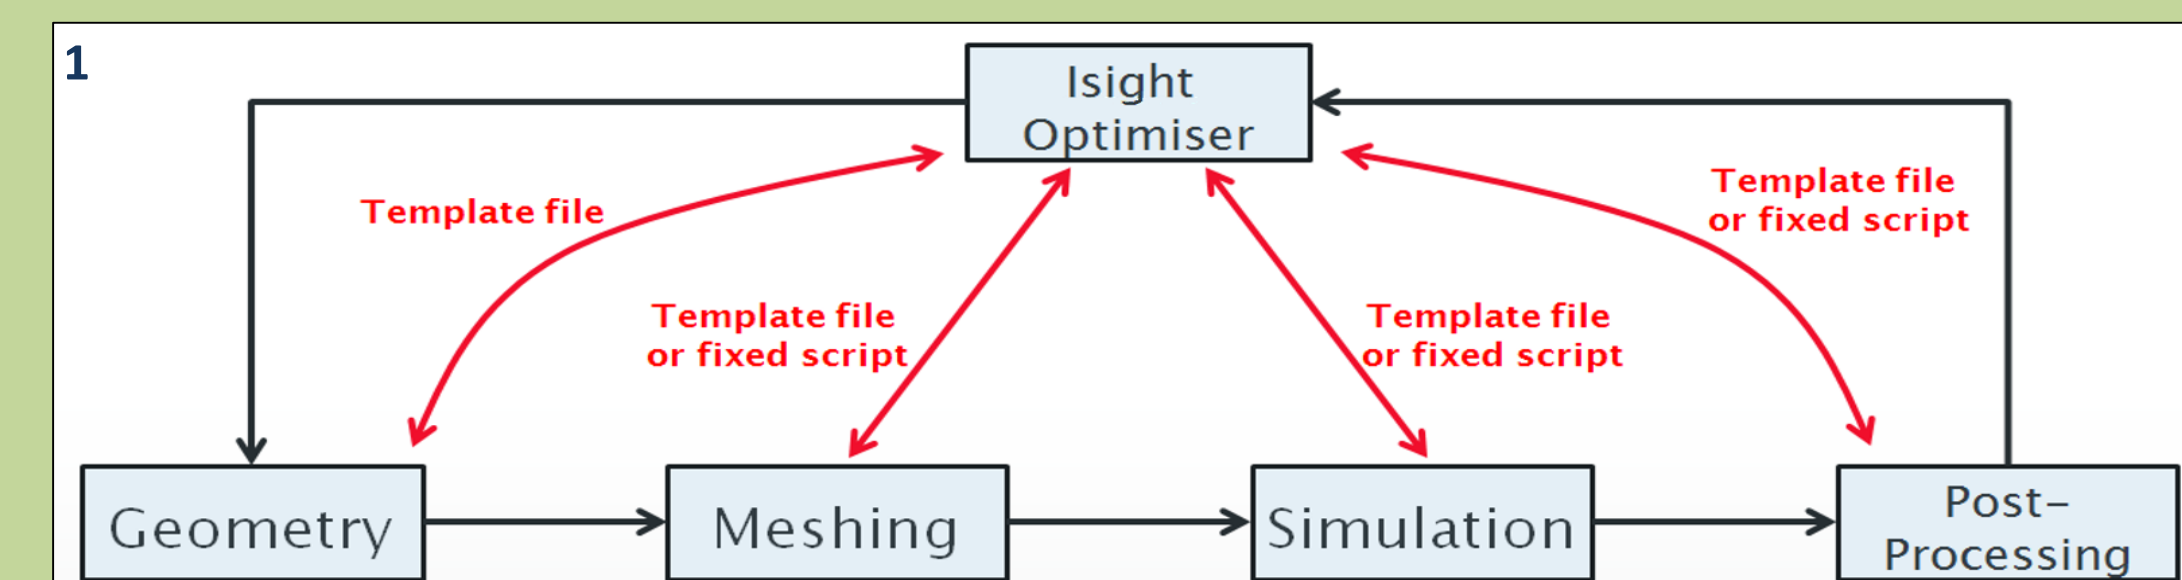 1
Isight
Optimiser
Template file
Template file
or fixed script
Template file
or fixed script
Template file
or fixed script
Geometry
Meshing
Simulation
Post-
Processing